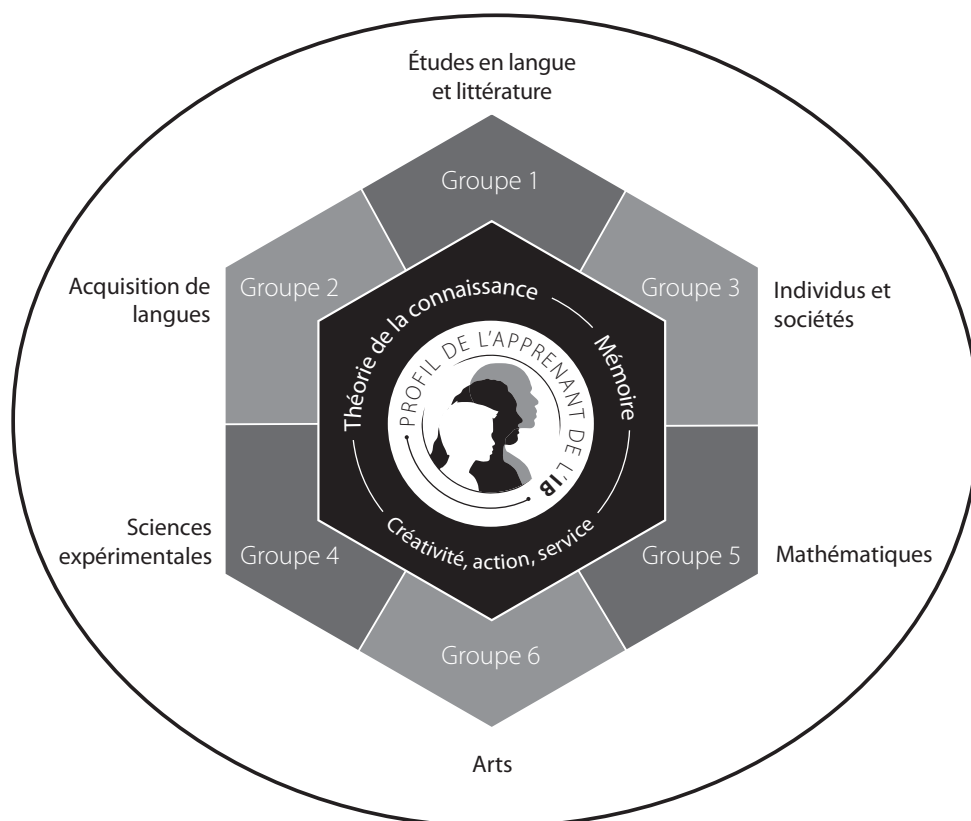 Études en langue
et littérature
Groupe 1
Acquisition de
langues
Groupe 2
Groupe 3
Individus et
sociétés
Théorie de la connaissance
Mémoire
PROFIL DE L'APPRENANT DE L'IB
Créativité, action, service
Sciences
expérimentales
Groupe 4
Groupe 5
Mathématiques
Groupe 6
Arts